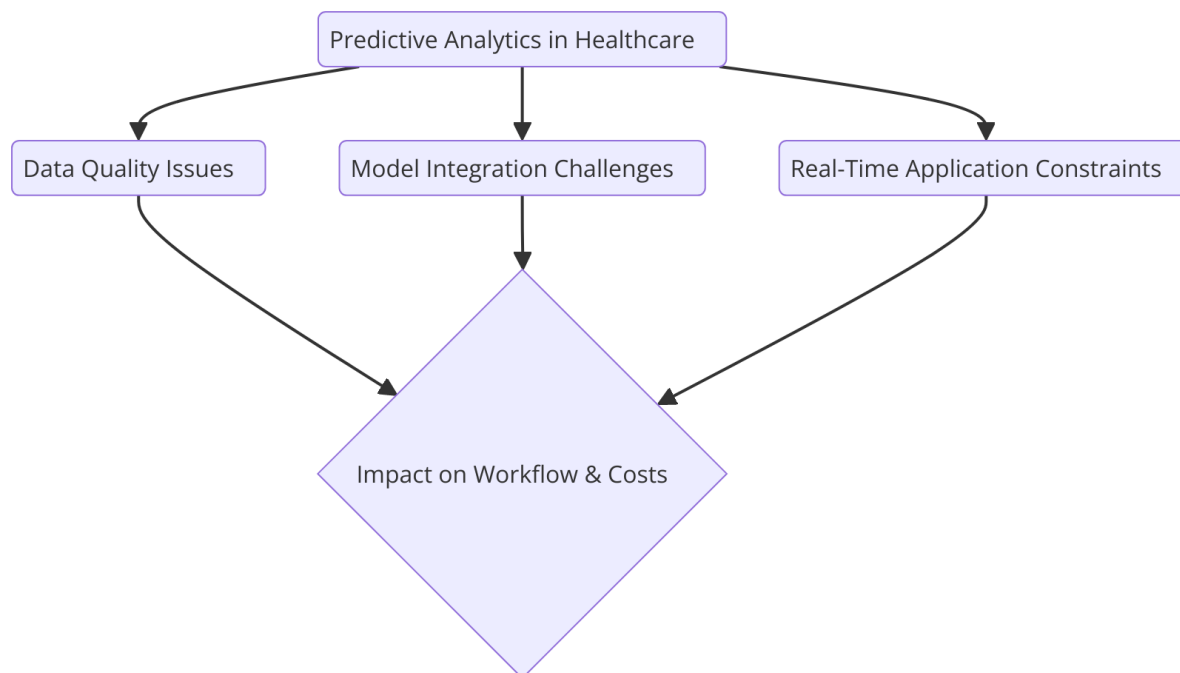 Predictive Analytics in Healthcare
Data Quality Issues
Model Integration Challenges
Real-Time Application Constraints
Impact on Workflow & Costs